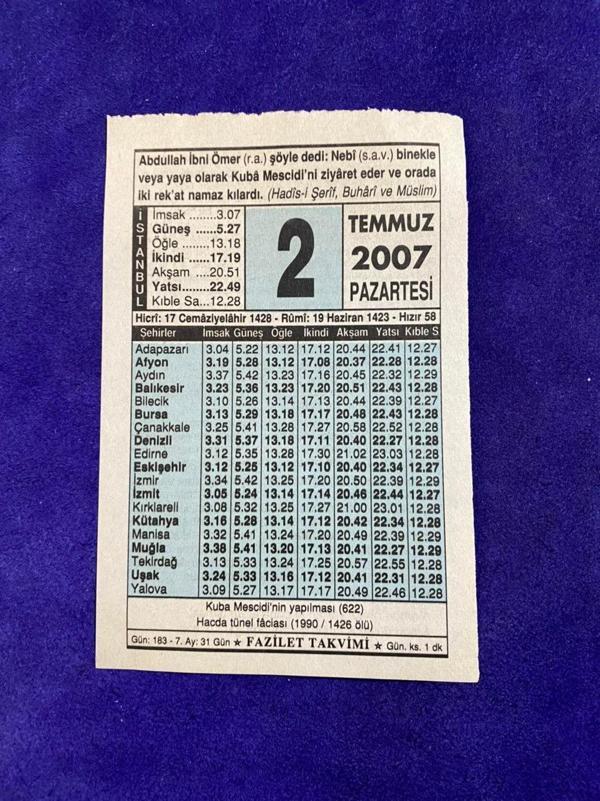 Abdullah İbni Ömer (r.a.) şöyle dedi: Nebî (s.a.v.) binekle
veya yaya olarak Kubâ Mescidi'ni ziyâret eder ve orada
iki rek'at namaz kılardı. (Hadîs-i Şerîf, Buhârî ve Müslim)
İSTANBUL
İmsak ........3.07
Güneş ......5.27
Öğle .......13.18
İkindi ......17.19
Akşam ....20.51
Yatsı.......22.49
Kıble Sa...12.28
2
TEMMUZ
2007
PAZARTESİ
Hicrî: 17 Cemâziyelâhir 1428 - Rûmî: 19 Haziran 1423 - Hızır 58
Şehirler İmsak Güneş Öğle İkindi Akşam Yatsı Kıble S
Adapazarı 3.04 5.22 13.12 17.12 20.44 22.41 12.27
Afyon 3.19 5.28 13.12 17.08 20.37 22.28 12.28
Aydın 3.37 5.42 13.23 17.16 20.45 22.32 12.29
Balıkesir 3.23 5.36 13.23 17.20 20.51 22.43 12.28
Bilecik 3.10 5.26 13.14 17.13 20.44 22.39 12.27
Bursa 3.13 5.29 13.18 17.17 20.48 22.43 12.28
Çanakkale 3.25 5.41 13.28 17.27 20.58 22.52 12.28
Denizli 3.31 5.37 13.18 17.11 20.40 22.27 12.28
Edirne 3.12 5.35 13.28 17.30 21.02 23.03 12.28
Eskişehir 3.12 5.25 13.12 17.10 20.40 22.34 12.27
İzmir 3.34 5.42 13.25 17.20 20.50 22.39 12.29
İzmit 3.05 5.24 13.14 17.14 20.46 22.44 12.27
Kırklareli 3.08 5.32 13.25 17.27 21.00 23.01 12.28
Kütahya 3.16 5.28 13.14 17.12 20.42 22.34 12.28
Manisa 3.32 5.41 13.24 17.20 20.49 22.39 12.29
Muğla 3.38 5.41 13.20 17.13 20.41 22.27 12.29
Tekirdağ 3.13 5.33 13.24 17.25 20.57 22.55 12.28
Uşak 3.24 5.33 13.16 17.12 20.41 22.31 12.28
Yalova 3.09 5.27 13.17 17.17 20.49 22.46 12.28
Kuba Mescidi'nin yapılması (622)
Hacda tünel fâciası (1990 / 1426 ölü)
Gün: 183 - 7. Ay: 31 Gün ★ FAZİLET TAKVİMİ ★ Gün. ks. 1 dk